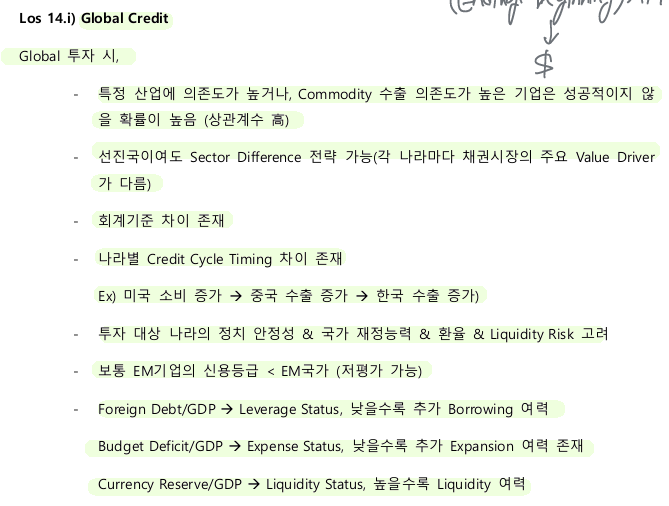 $
Los 14.i) Global Credit
Global 투자 시,
- 특정 산업에 의존도가 높거나, Commodity 수출 의존도가 높은 기업은 성공적이지 않
을 확률이 높음 (상관계수 高)
- 선진국이여도 Sector Difference 전략 가능(각 나라마다 채권시장의 주요 Value Driver
가 다름)
- 회계기준 차이 존재
- 나라별 Credit Cycle Timing 차이 존재
Ex) 미국 소비 증가 → 중국 수출 증가 → 한국 수출 증가)
- 투자 대상 나라의 정치 안정성 & 국가 재정능력 & 환율 & Liquidity Risk 고려
- 보통 EM기업의 신용등급 < EM국가 (저평가 가능)
- Foreign Debt/GDP → Leverage Status, 낮을수록 추가 Borrowing 여력
Budget Deficit/GDP → Expense Status, 낮을수록 추가 Expansion 여력 존재
Currency Reserve/GDP → Liquidity Status, 높을수록 Liquidity 여력